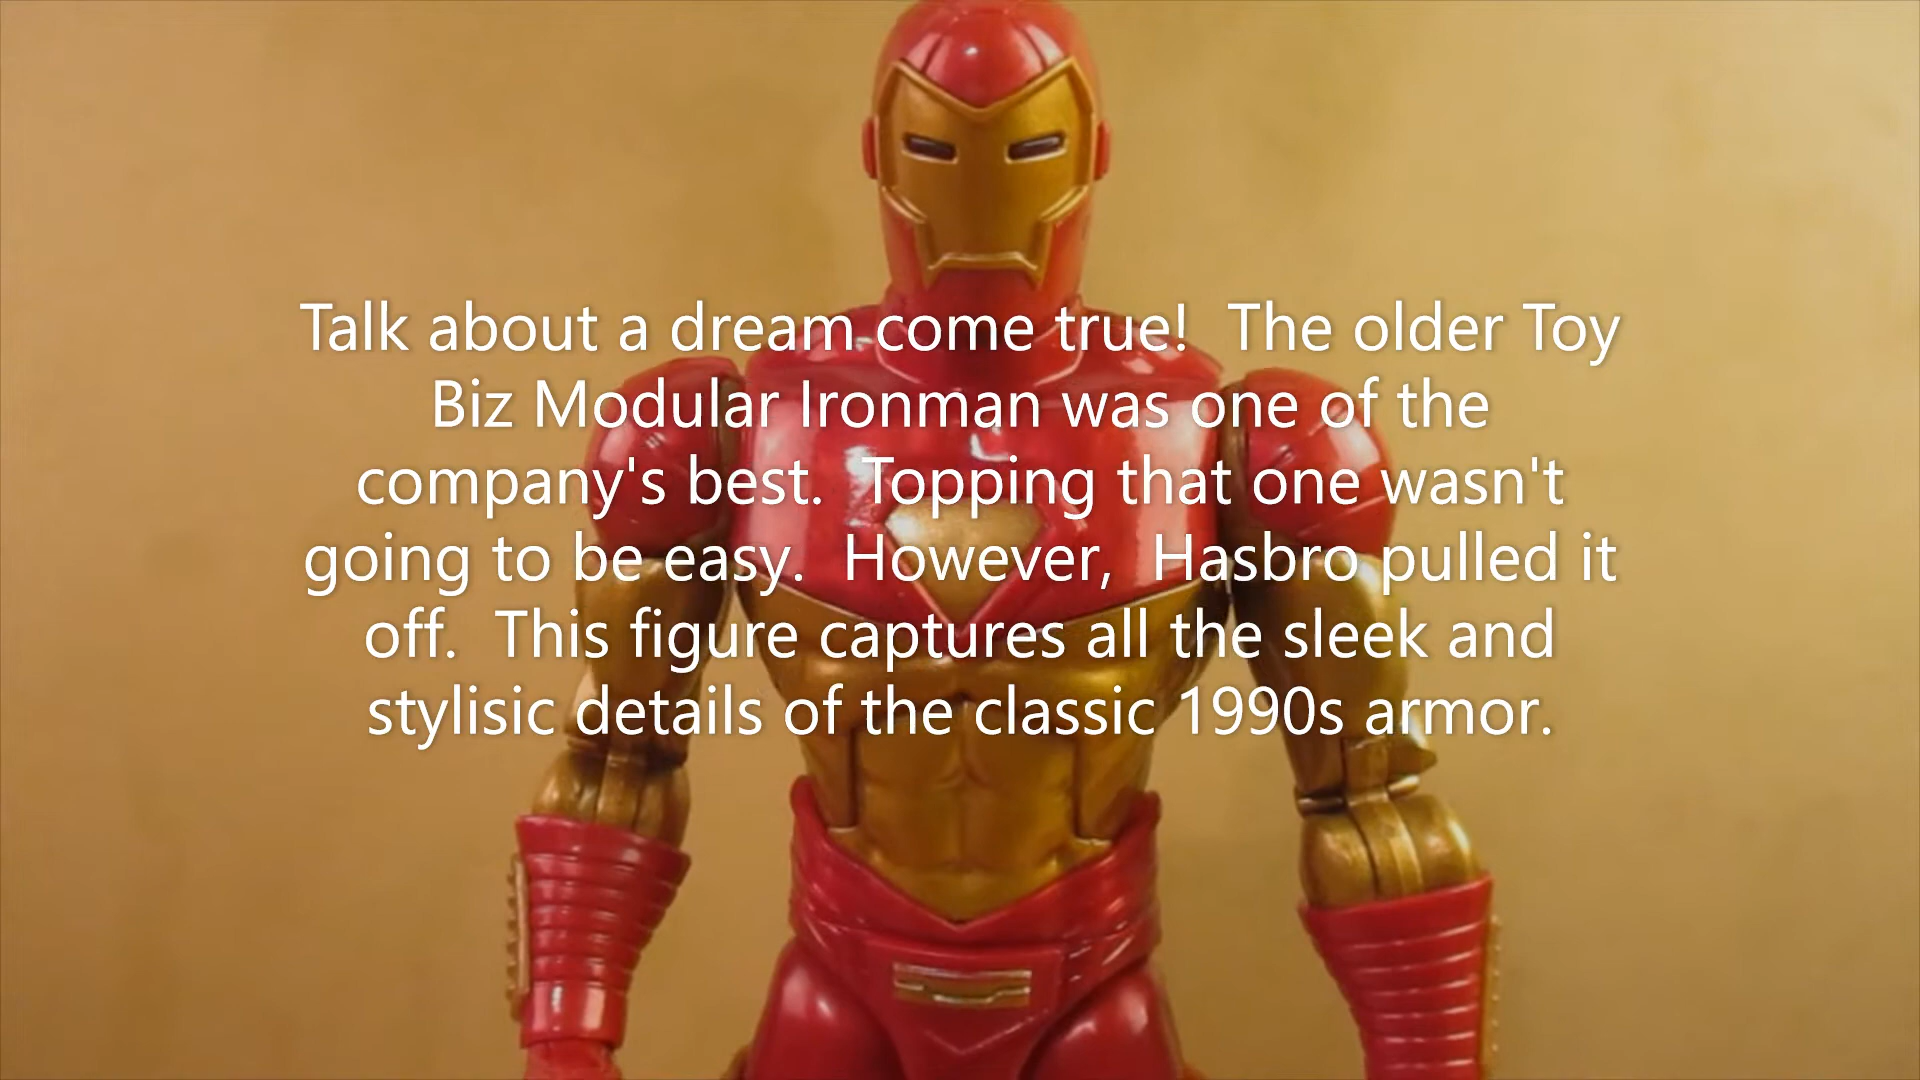 Talk about a dream come true!  The older Toy
Biz Modular Ironman was one of the
company's best.  Topping that one wasn't
going to be easy.  However,  Hasbro pulled it
off.  This figure captures all the sleek and
stylisic details of the classic 1990s armor.